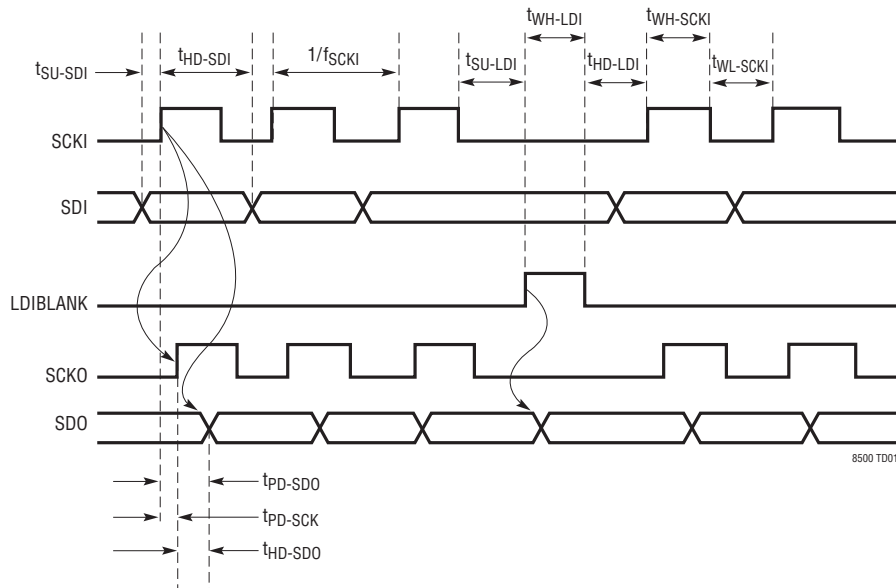 tWH-LDI
tWH-SCKI
tSU-SDI
tHD-SDI
1/fSCKI
tSU-LDI
tHD-LDI
tWL-SCKI
SCKI
SDI
LDIBLANK
SCKO
SDO
8500 TD01
tPD-SDO
tPD-SCK
tHD-SDO